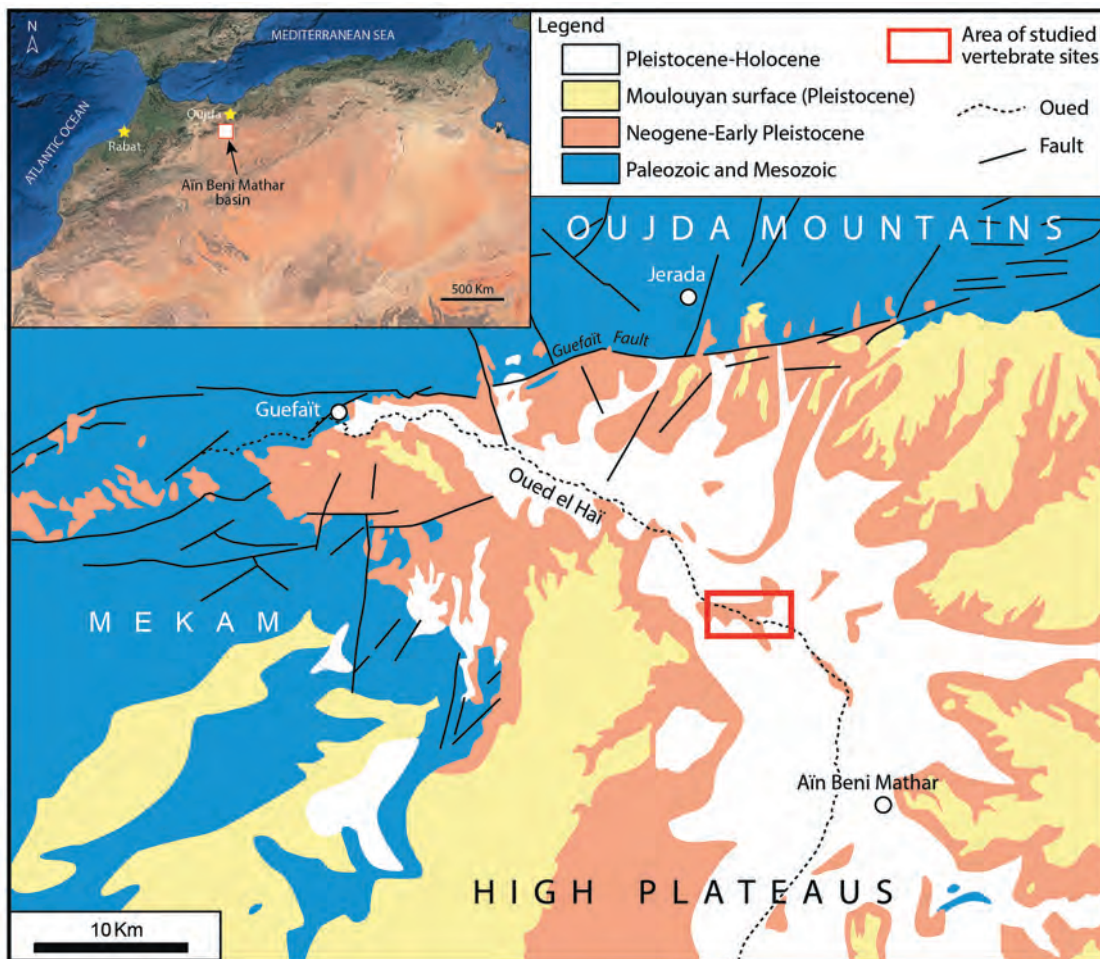 N
MEDITERRANEAN SEA
ATLANTIC OCEAN
Oujda
Rabat
Aïn Beni Mathar
basin
500 Km
Legend
Pleistocene-Holocene
Moulouyan surface (Pleistocene)
Neogene-Early Pleistocene
Paleozoic and Mesozoic
Area of studied
vertebrate sites
Oued
Fault
OUJDA MOUNTAINS
Jerada
Guefaït Fault
Guefaït
Oued el Haï
MEKAM
Aïn Beni Mathar
HIGH PLATEAUS
10 Km